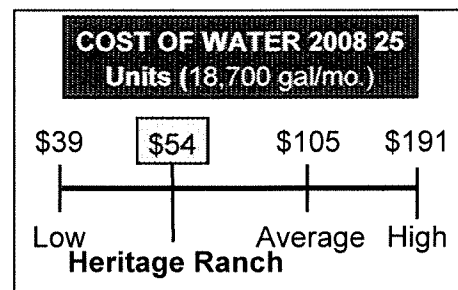 COST OF WATER 2008 25
Units (18,700 gal/mo.)
$39 $54 $105 $191
Low Average High
Heritage Ranch